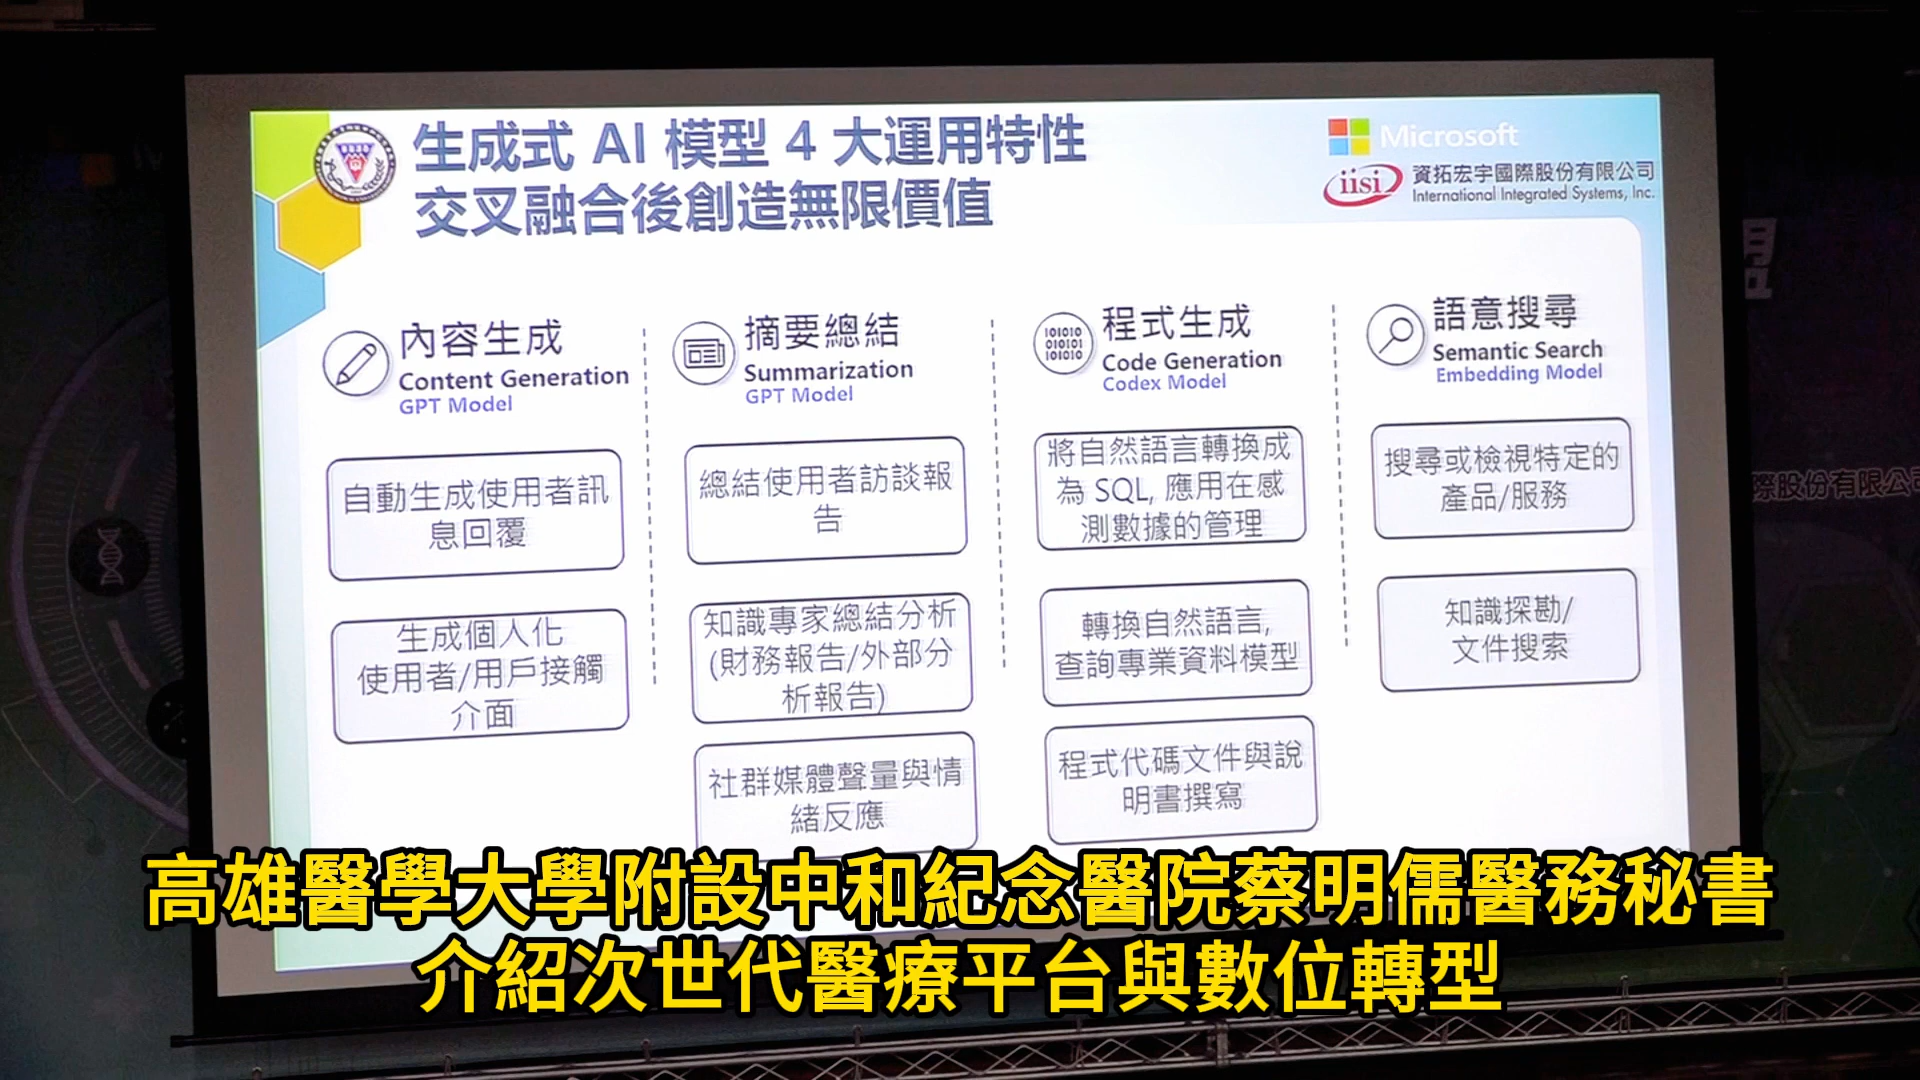 生成式 AI 模型 4 大運用特性
交叉融合後創造無限價值
Microsoft
iisi
資拓宏宇國際股份有限公司
International Integrated Systems, Inc.
內容生成
Content Generation
GPT Model
自動生成使用者訊
息回覆
生成個人化
使用者/用戶接觸
介面
摘要總結
Summarization
GPT Model
總結使用者訪談報
告
知識專家總結分析
(財務報告/外部分
析報告)
社群媒體聲量與情
緒反應
101010
010101
101010
程式生成
Code Generation
Codex Model
將自然語言轉換成
為 SQL, 應用在感
測數據的管理
轉換自然語言,
查詢專業資料模型
程式代碼文件與說
明書撰寫
語意搜尋
Semantic Search
Embedding Model
搜尋或檢視特定的
產品/服務
知識探勘/
文件搜索
際股份有限公司
高雄醫學大學附設中和紀念醫院蔡明儒醫務秘書
介紹次世代醫療平台與數位轉型